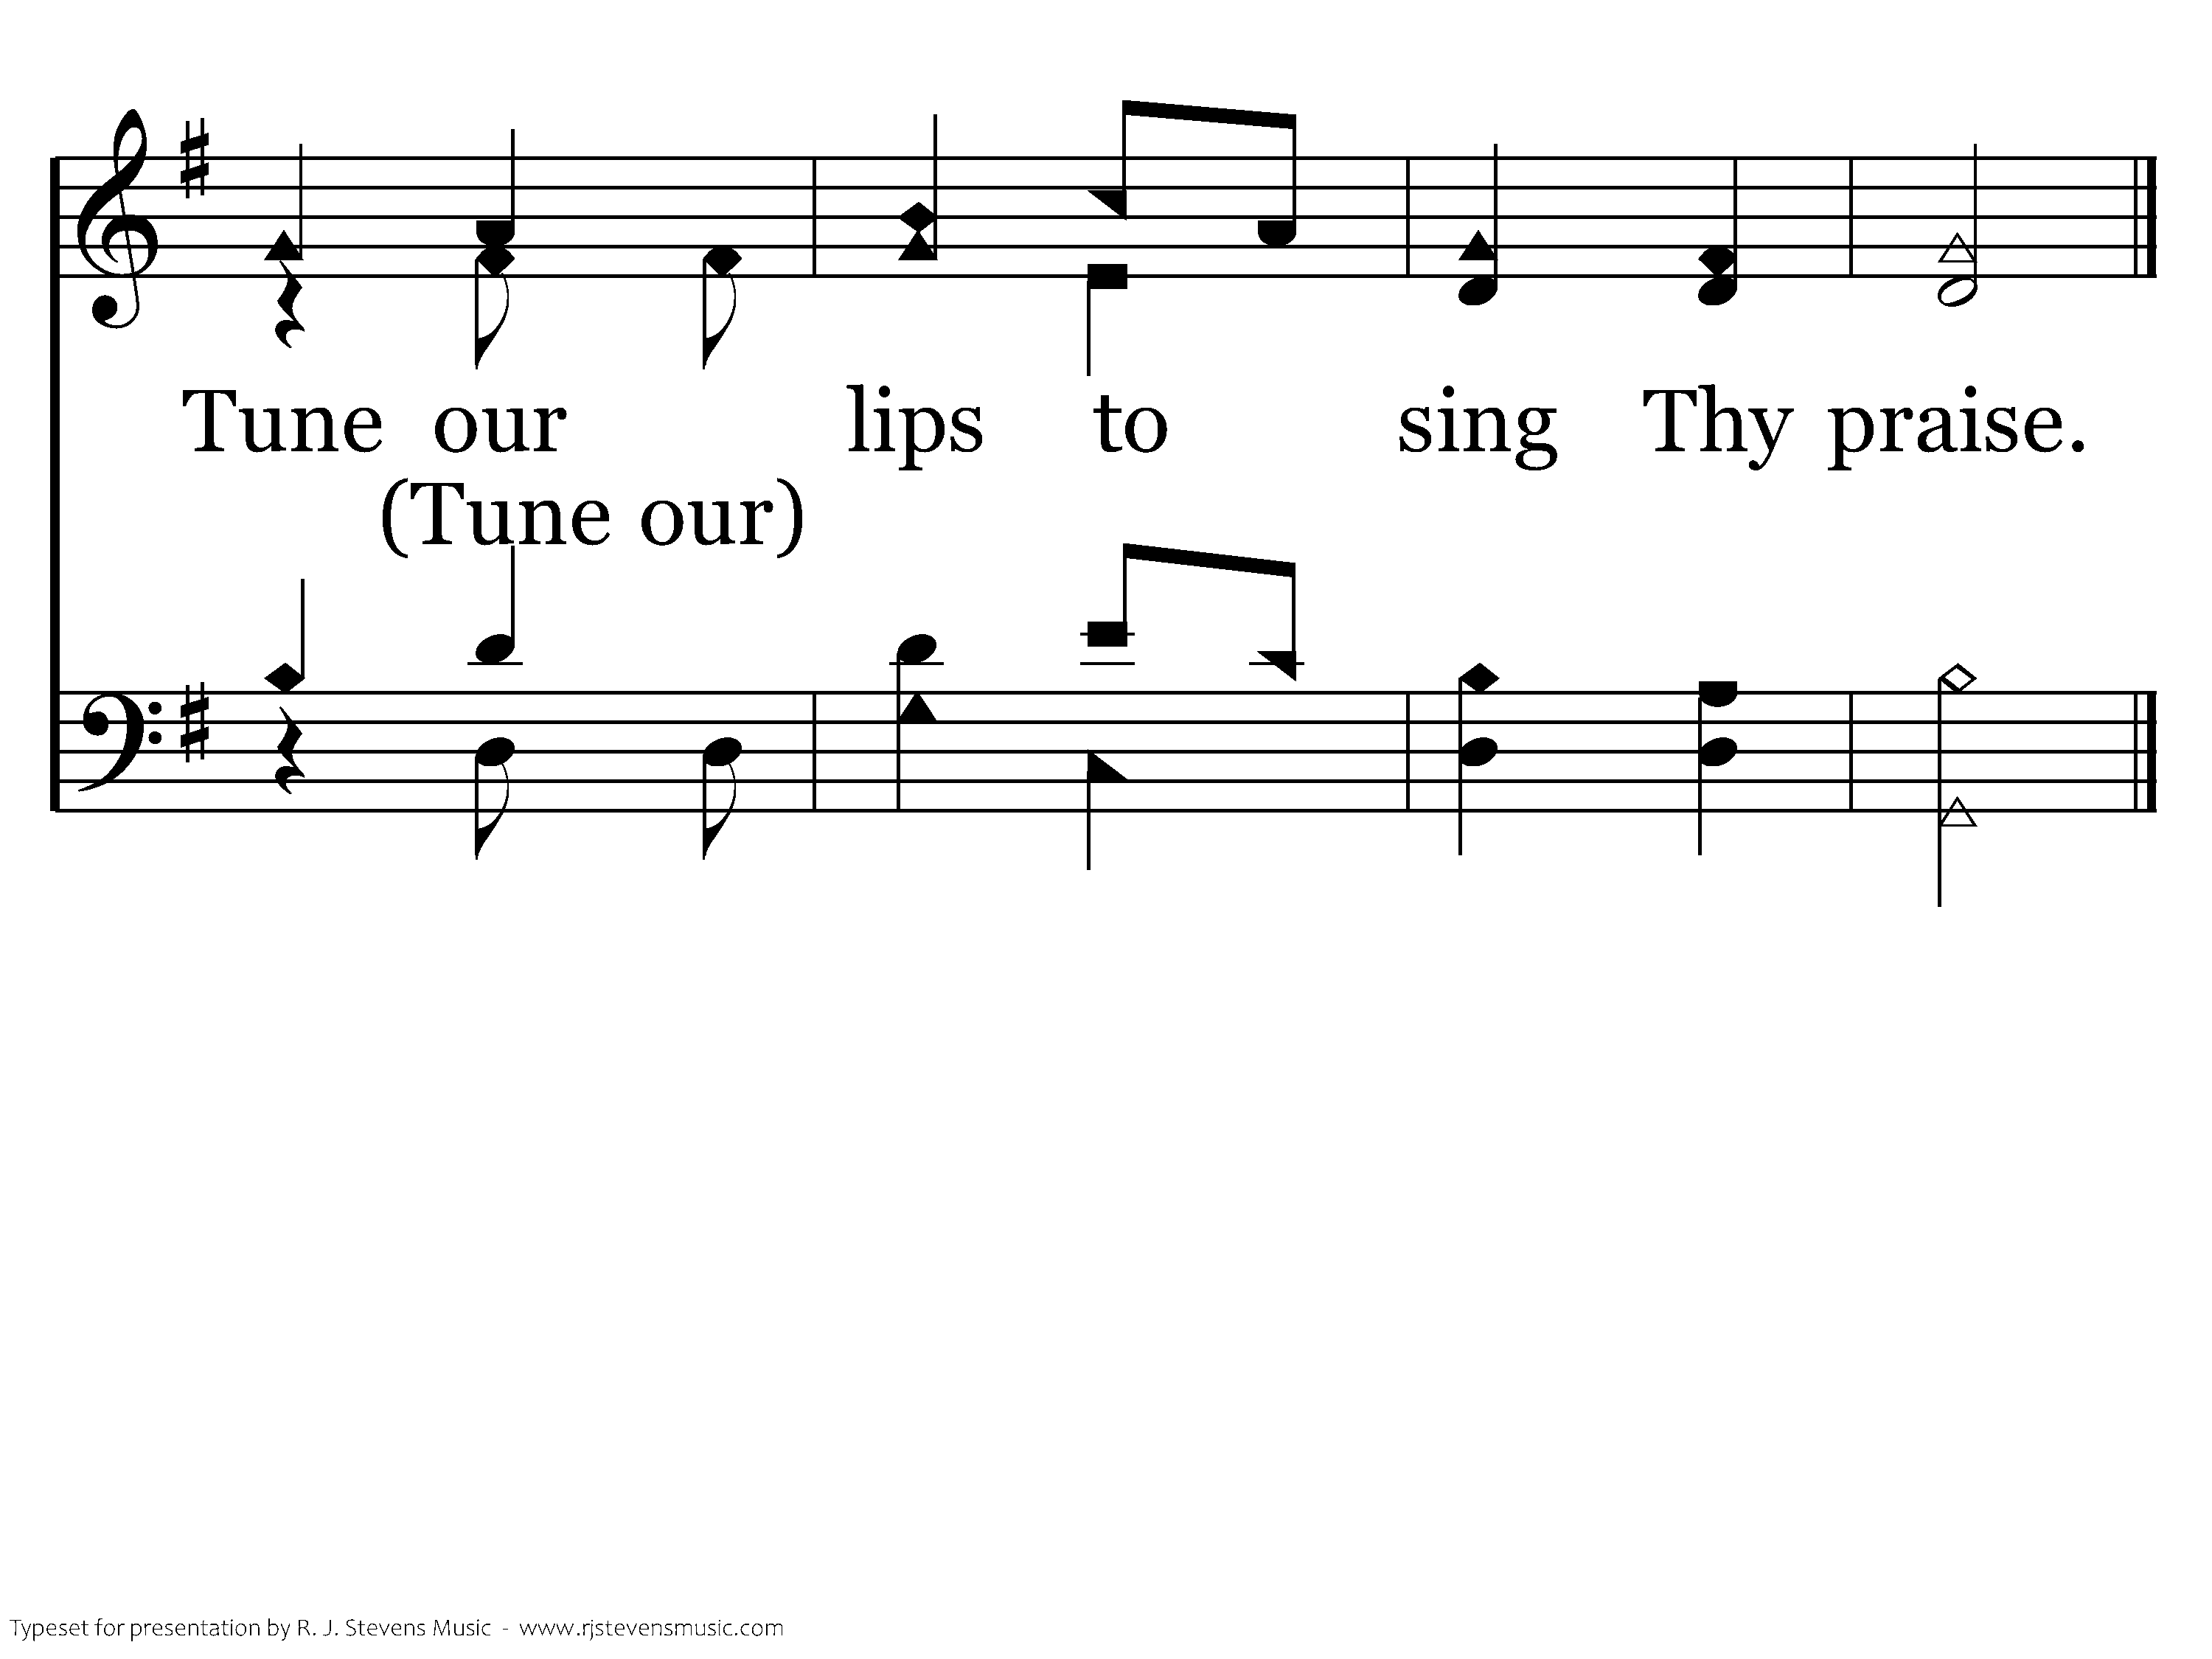 Tune our lips to sing Thy praise.
(Tune our)
Typeset for presentation by R. J. Stevens Music - www.rjstevensmusic.com